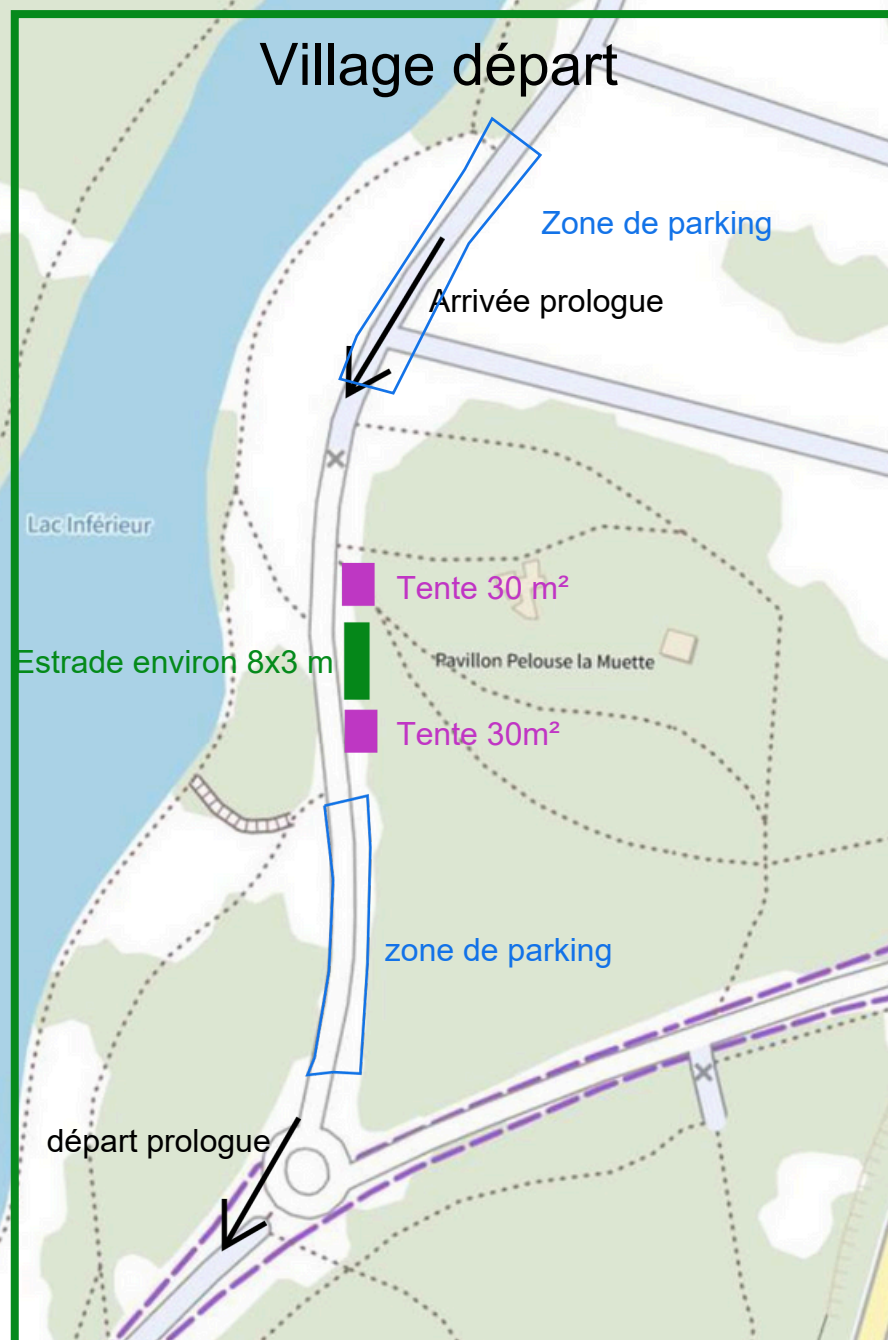 Village départ
Zone de parking
Arrivée prologue
Lac Inférieur
Tente 30 m²
Estrade environ 8x3 m
Pavillon Pelouse la Muette
Tente 30m²
zone de parking
départ prologue